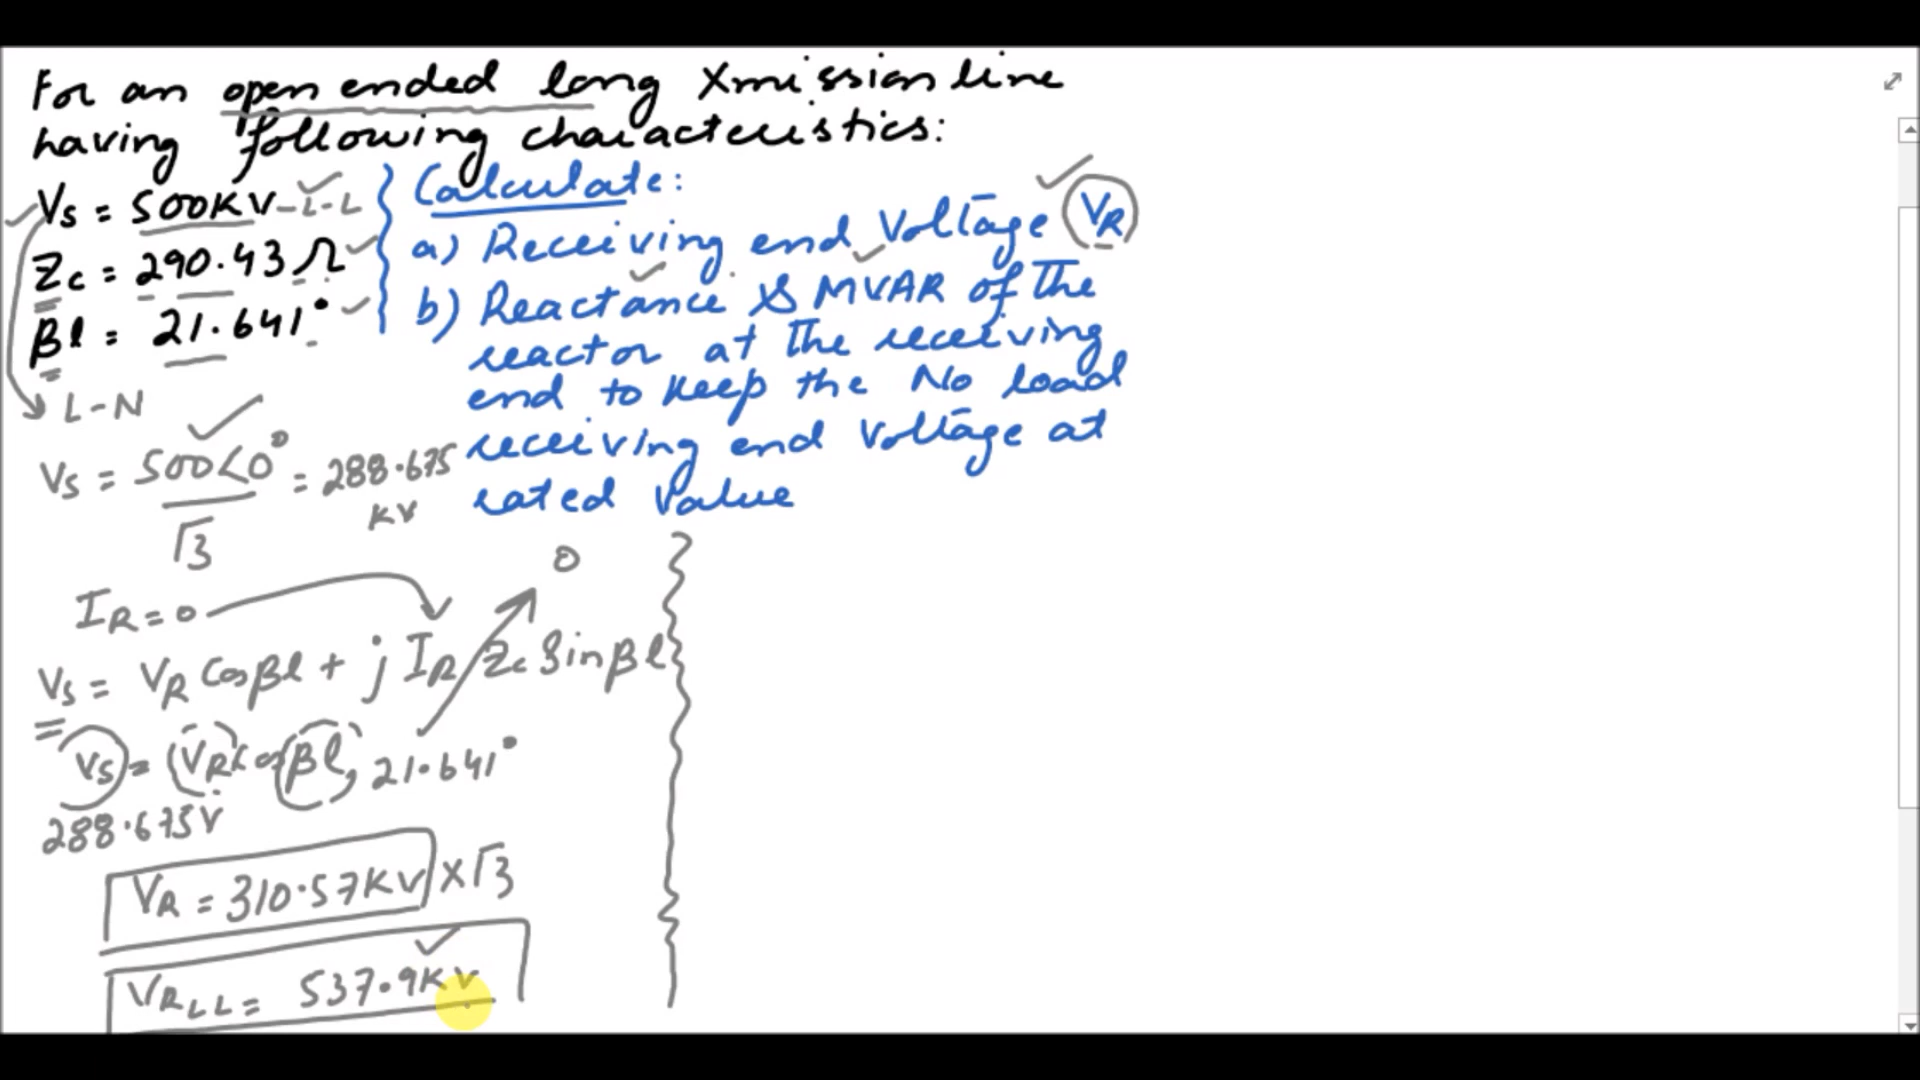 For an open ended long Xmission line
having following characteristics:
Vs = 500KV - L-L
Zc = 290.43 Ω
βl = 21.641°
L-N
Calculate:
a) Receiving end Voltage VR
b) Reactance & MVAR of the
reactor at the receiving
end to keep the No load
receiving end Voltage at
rated Value
Vs = 500<0° / √3 = 288.675 KV
IR = 0
0
Vs = VR Cosβl + j IR Zc Sinβl
Vs = VR Cosβl, 21.641°
288.675V
VR = 310.57KV X√3
VRLL = 537.9KV